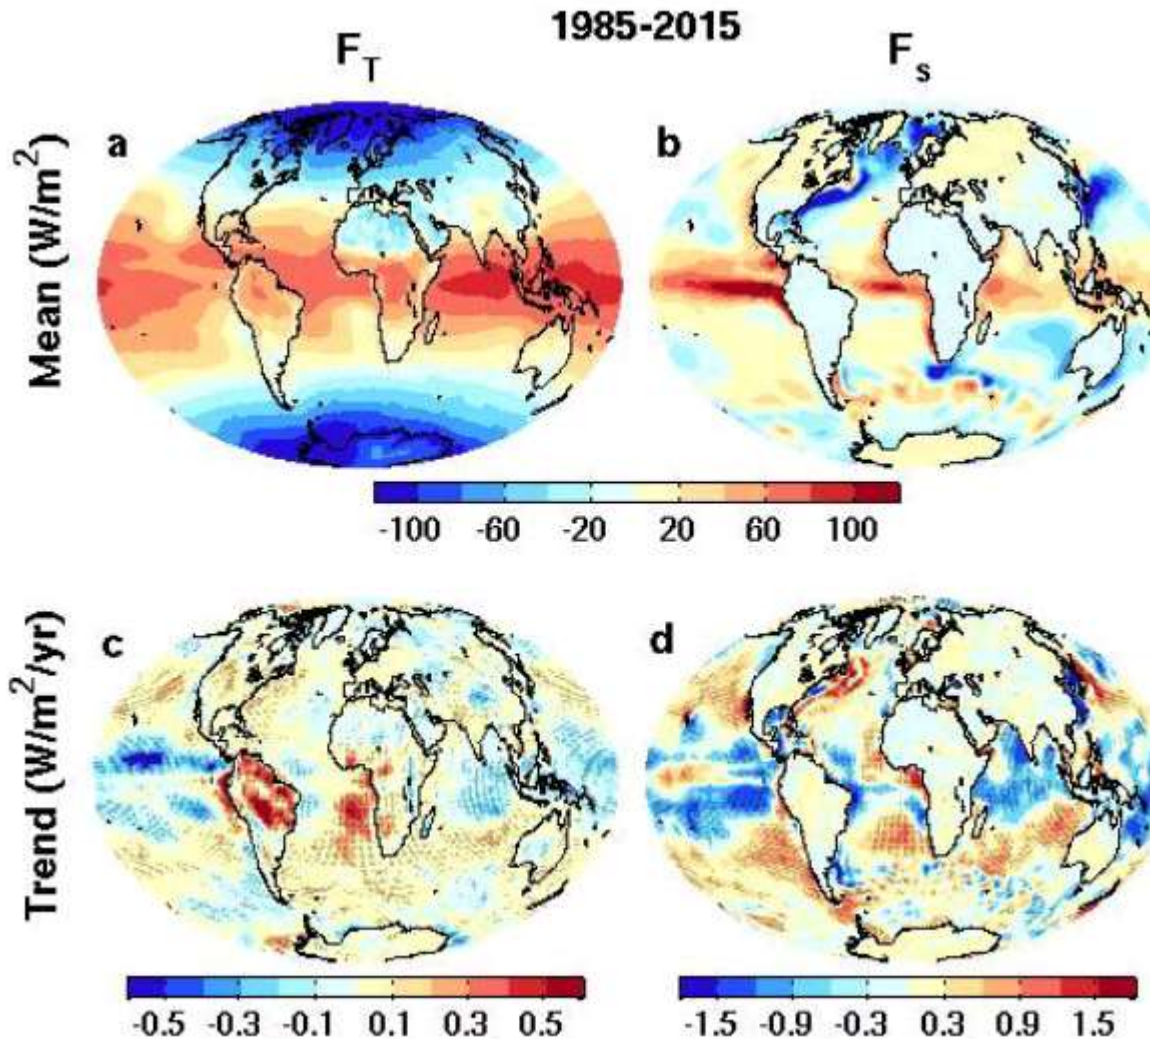 1985-2015
F_T F_s
Mean (W/m²)
a b
-100 -60 -20 20 60 100
Trend (W/m²/yr)
c d
-0.5 -0.3 -0.1 0.1 0.3 0.5 -1.5 -0.9 -0.3 0.3 0.9 1.5